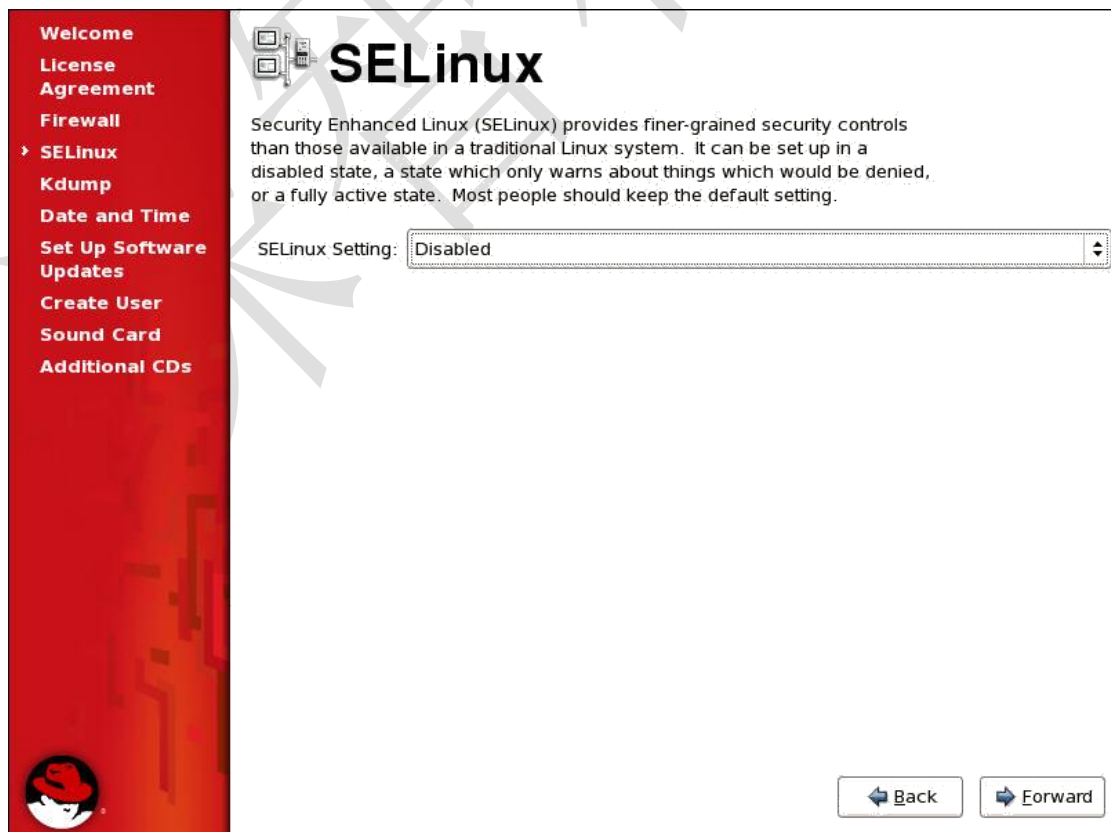 Welcome
License
Agreement
Firewall
SELinux
Kdump
Date and Time
Set Up Software
Updates
Create User
Sound Card
Additional CDs
SELinux
Security Enhanced Linux (SELinux) provides finer-grained security controls
than those available in a traditional Linux system. It can be set up in a
disabled state, a state which only warns about things which would be denied,
or a fully active state. Most people should keep the default setting.
SELinux Setting: Disabled
Back
Forward